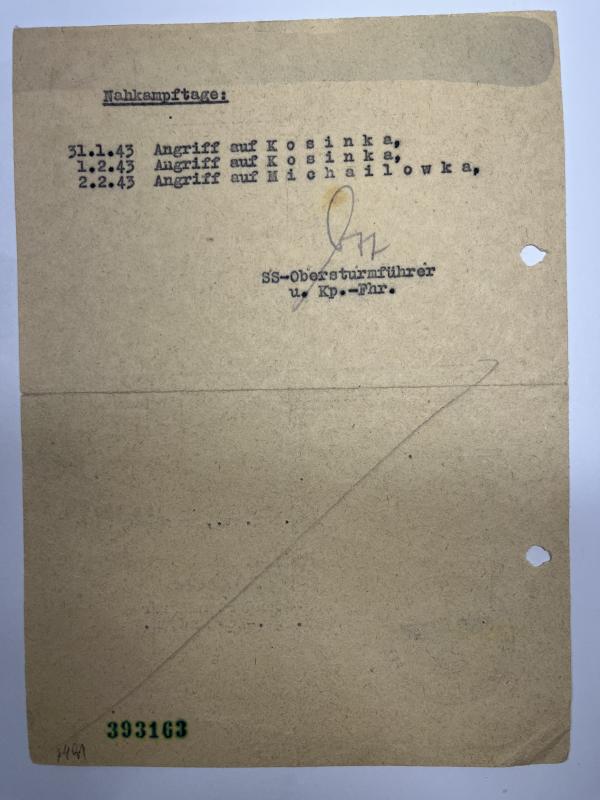 Nahkampftage:
31.1.43 Angriff auf K o s i n k a,
1.2.43 Angriff auf K o s i n k a,
2.2.43 Angriff auf M i c h a i l o w k a,
SS-Obersturmführer
u. Kp.-Fhr.
393163